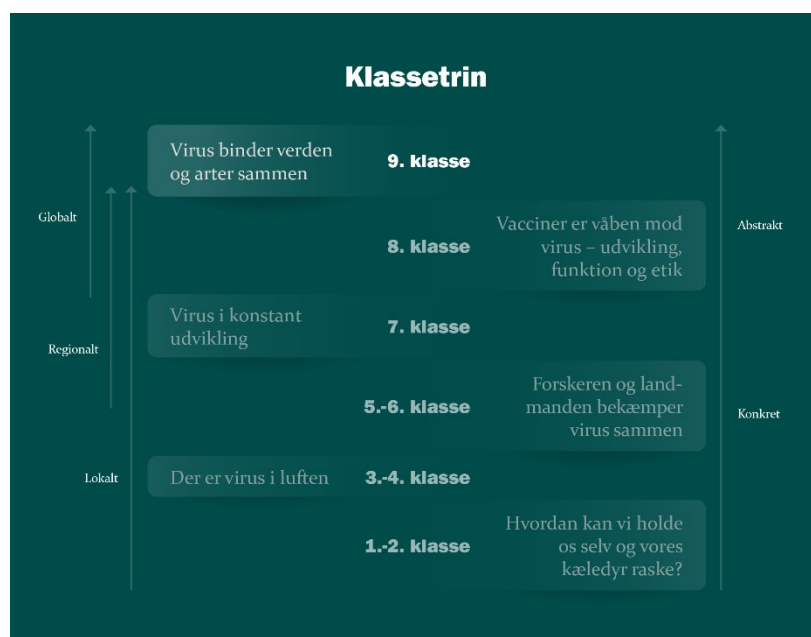 Klassetrin
Virus binder verden
og arter sammen
9. klasse
Globalt
Abstrakt
8. klasse
Vacciner er våben mod
virus – udvikling,
funktion og etik
Virus i konstant
udvikling
7. klasse
Regionalt
5.-6. klasse
Forskeren og land-
manden bekæmper
virus sammen
Konkret
Lokalt
Der er virus i luften
3.-4. klasse
1.-2. klasse
Hvordan kan vi holde
os selv og vores
kæledyr raske?